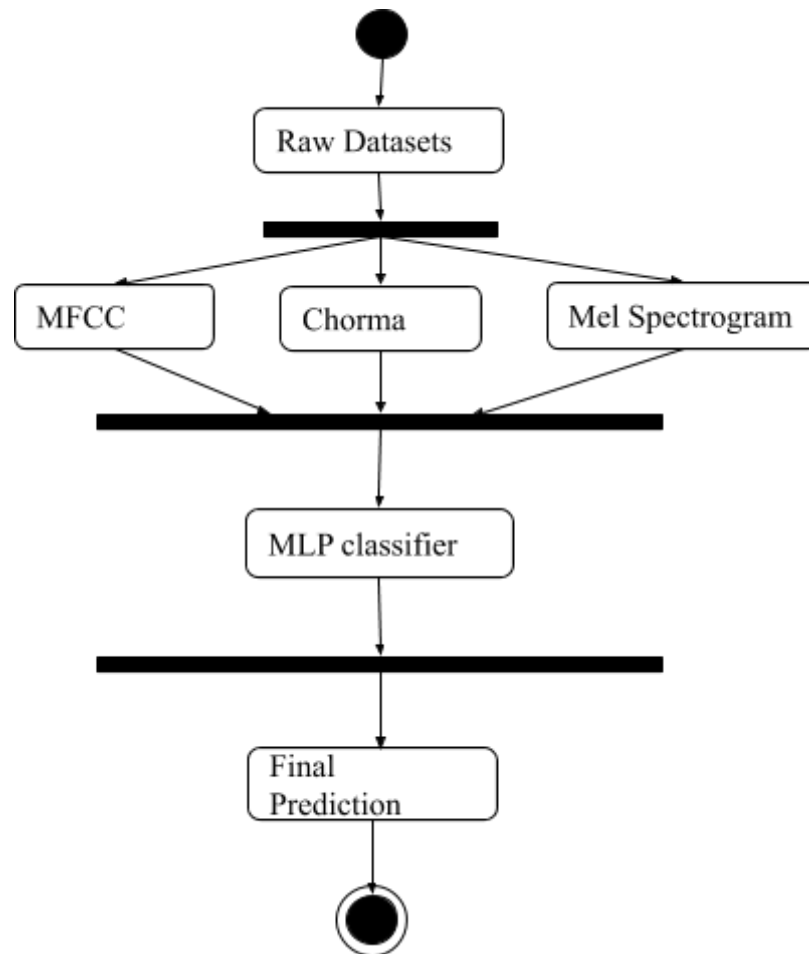 Raw Datasets
MFCC
Chorma
Mel Spectrogram
MLP classifier
Final
Prediction